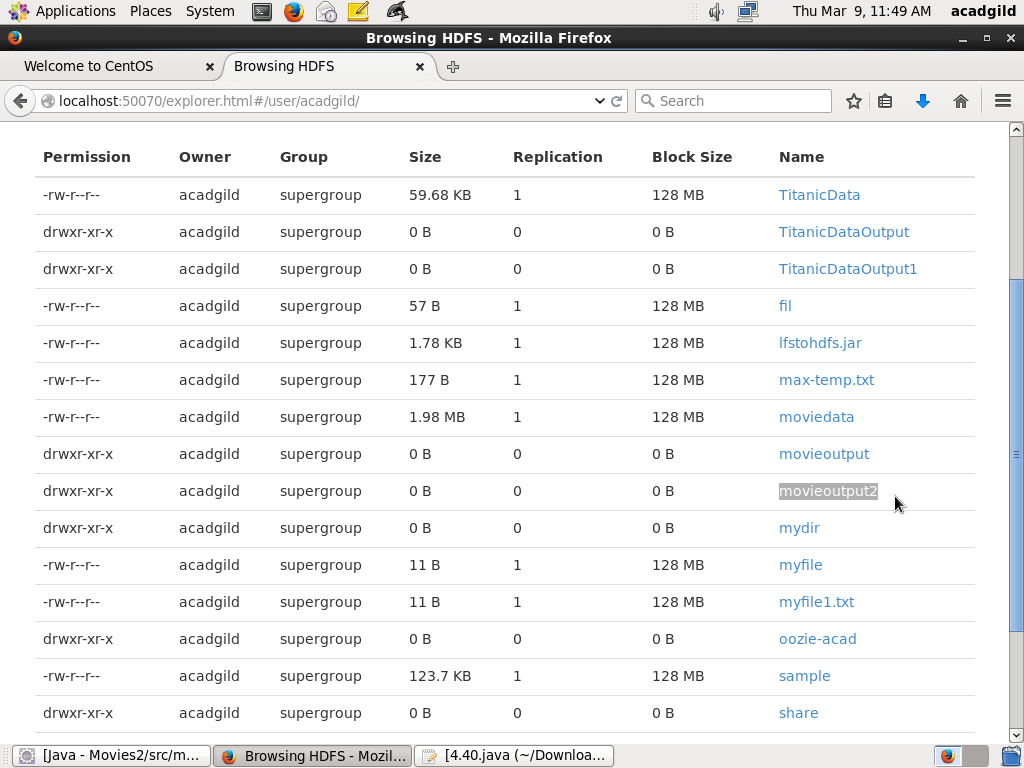 Applications Places System Thu Mar 9, 11:49 AM acadgild
Browsing HDFS - Mozilla Firefox
Welcome to CentOS Browsing HDFS
localhost:50070/explorer.html#/user/acadgild/ Search
Permission Owner Group Size Replication Block Size Name
-rw-r--r-- acadgild supergroup 59.68 KB 1 128 MB TitanicData
drwxr-xr-x acadgild supergroup 0 B 0 0 B TitanicDataOutput
drwxr-xr-x acadgild supergroup 0 B 0 0 B TitanicDataOutput1
-rw-r--r-- acadgild supergroup 57 B 1 128 MB fil
-rw-r--r-- acadgild supergroup 1.78 KB 1 128 MB lfstohdfs.jar
-rw-r--r-- acadgild supergroup 177 B 1 128 MB max-temp.txt
-rw-r--r-- acadgild supergroup 1.98 MB 1 128 MB moviedata
drwxr-xr-x acadgild supergroup 0 B 0 0 B movieoutput
drwxr-xr-x acadgild supergroup 0 B 0 0 B movieoutput2
drwxr-xr-x acadgild supergroup 0 B 0 0 B mydir
-rw-r--r-- acadgild supergroup 11 B 1 128 MB myfile
-rw-r--r-- acadgild supergroup 11 B 1 128 MB myfile1.txt
drwxr-xr-x acadgild supergroup 0 B 0 0 B oozie-acad
-rw-r--r-- acadgild supergroup 123.7 KB 1 128 MB sample
drwxr-xr-x acadgild supergroup 0 B 0 0 B share
[Java - Movies2/src/m... Browsing HDFS - Mozil... [4.40.java (~/Downloa...